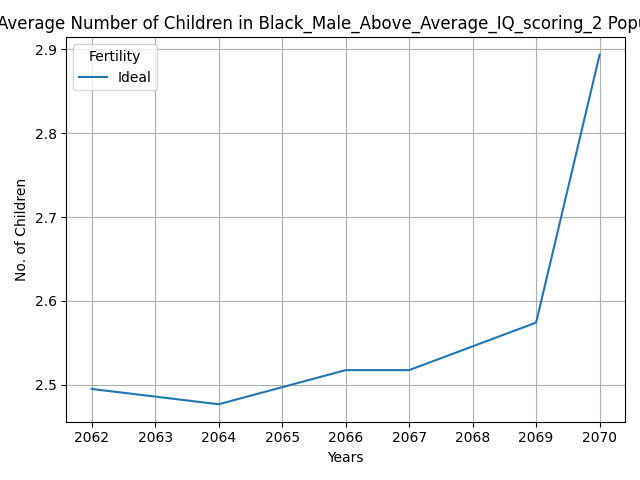 Average Number of Children in Black_Male_Above_Average_IQ_scoring_2 Popu
2.9
2.8
2.7
2.6
2.5
No. of Children
Fertility
Ideal
2062 2063 2064 2065 2066 2067 2068 2069 2070
Years